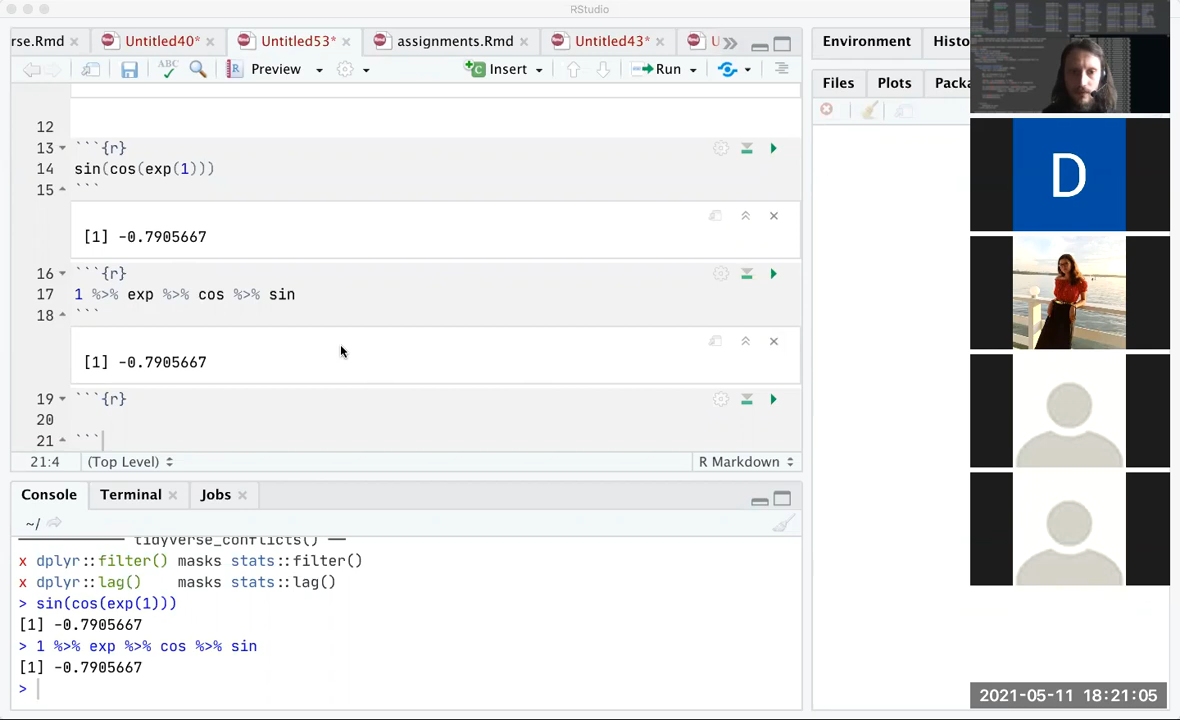 RStudio
rse.Rmd × Untitled40* × Untitled53* × assignments.Rmd × Untitled43* × U »
Environment Histo
ABC Preview Insert Run
Files Plots Packa
12
13 ```{r}
14 sin(cos(exp(1)))
15 ```
[1] -0.7905667
16 ```{r}
17 1 %>% exp %>% cos %>% sin
18 ```
[1] -0.7905667
19 ```{r}
20
21 ```
21:4 (Top Level) R Markdown
Console Terminal × Jobs ×
~/
tidyverse_conflicts() ──
x dplyr::filter() masks stats::filter()
x dplyr::lag() masks stats::lag()
> sin(cos(exp(1)))
[1] -0.7905667
> 1 %>% exp %>% cos %>% sin
[1] -0.7905667
>
D
2021-05-11 18:21:05